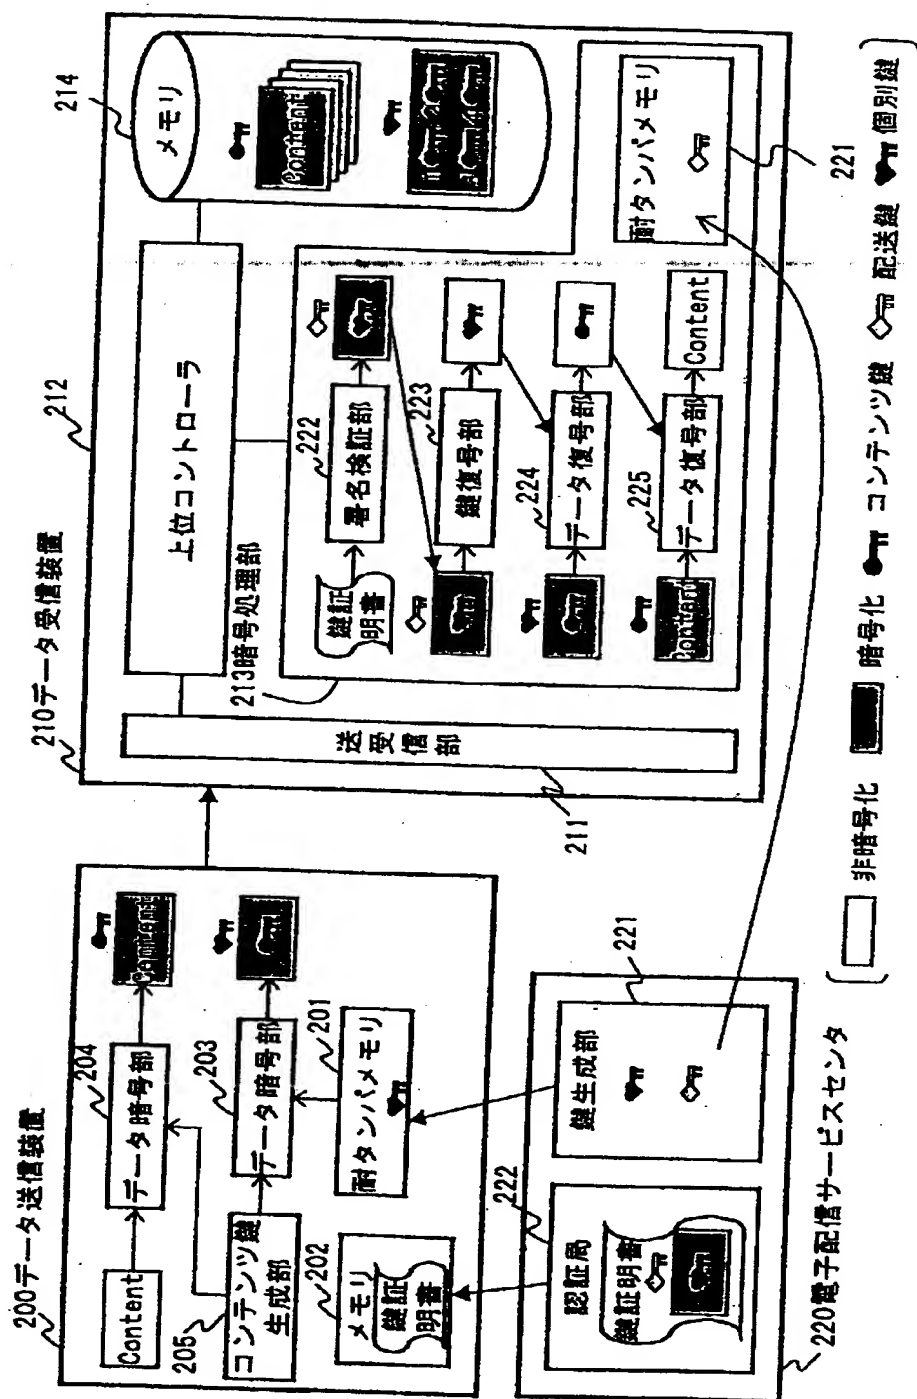 200データ送信装置
Content
204
データ暗号部
Content
205
コンテンツ鍵
生成部
203
データ暗号部
202
メモリ
鍵証
明書
201
耐タンパメモリ
210データ受信装置
211
送受信部
212
上位コントローラ
214
メモリ
Content
213暗号処理部
鍵証
明書
222
署名検証部
223
鍵復号部
224
データ復号部
Content
225
データ復号部
Content
耐タンパメモリ
221
220電子配信サービスセンタ
222
認証局
鍵証明書
221
鍵生成部
非暗号化
暗号化
コンテンツ鍵
配送鍵
個別鍵